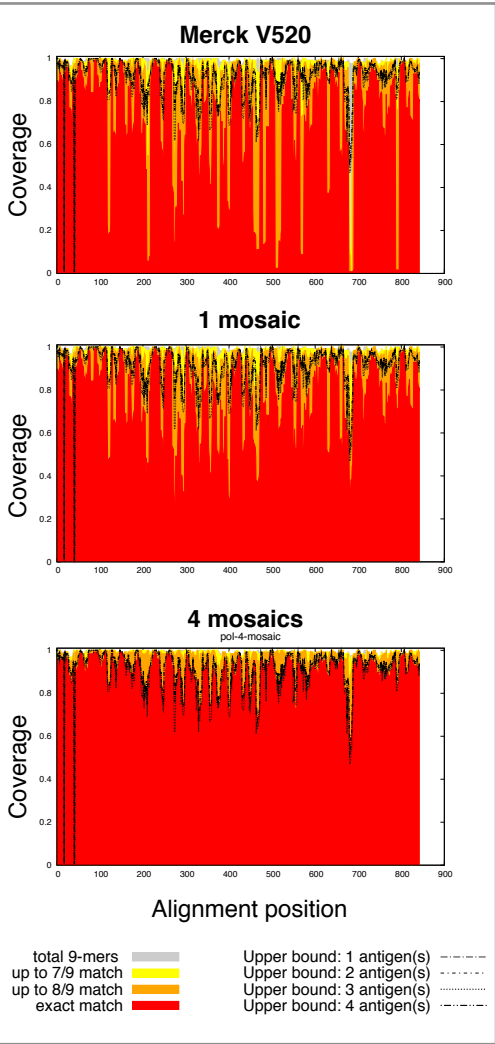 Merck V520
Coverage
1
0.8
0.6
0.4
0.2
0
0 100 200 300 400 500 600 700 800 900
1 mosaic
Coverage
1
0.8
0.6
0.4
0.2
0
0 100 200 300 400 500 600 700 800 900
4 mosaics
pol-4-mosaic
Coverage
1
0.8
0.6
0.4
0.2
0
0 100 200 300 400 500 600 700 800 900
Alignment position
total 9-mers
up to 7/9 match
up to 8/9 match
exact match
Upper bound: 1 antigen(s)
Upper bound: 2 antigen(s)
Upper bound: 3 antigen(s)
Upper bound: 4 antigen(s)